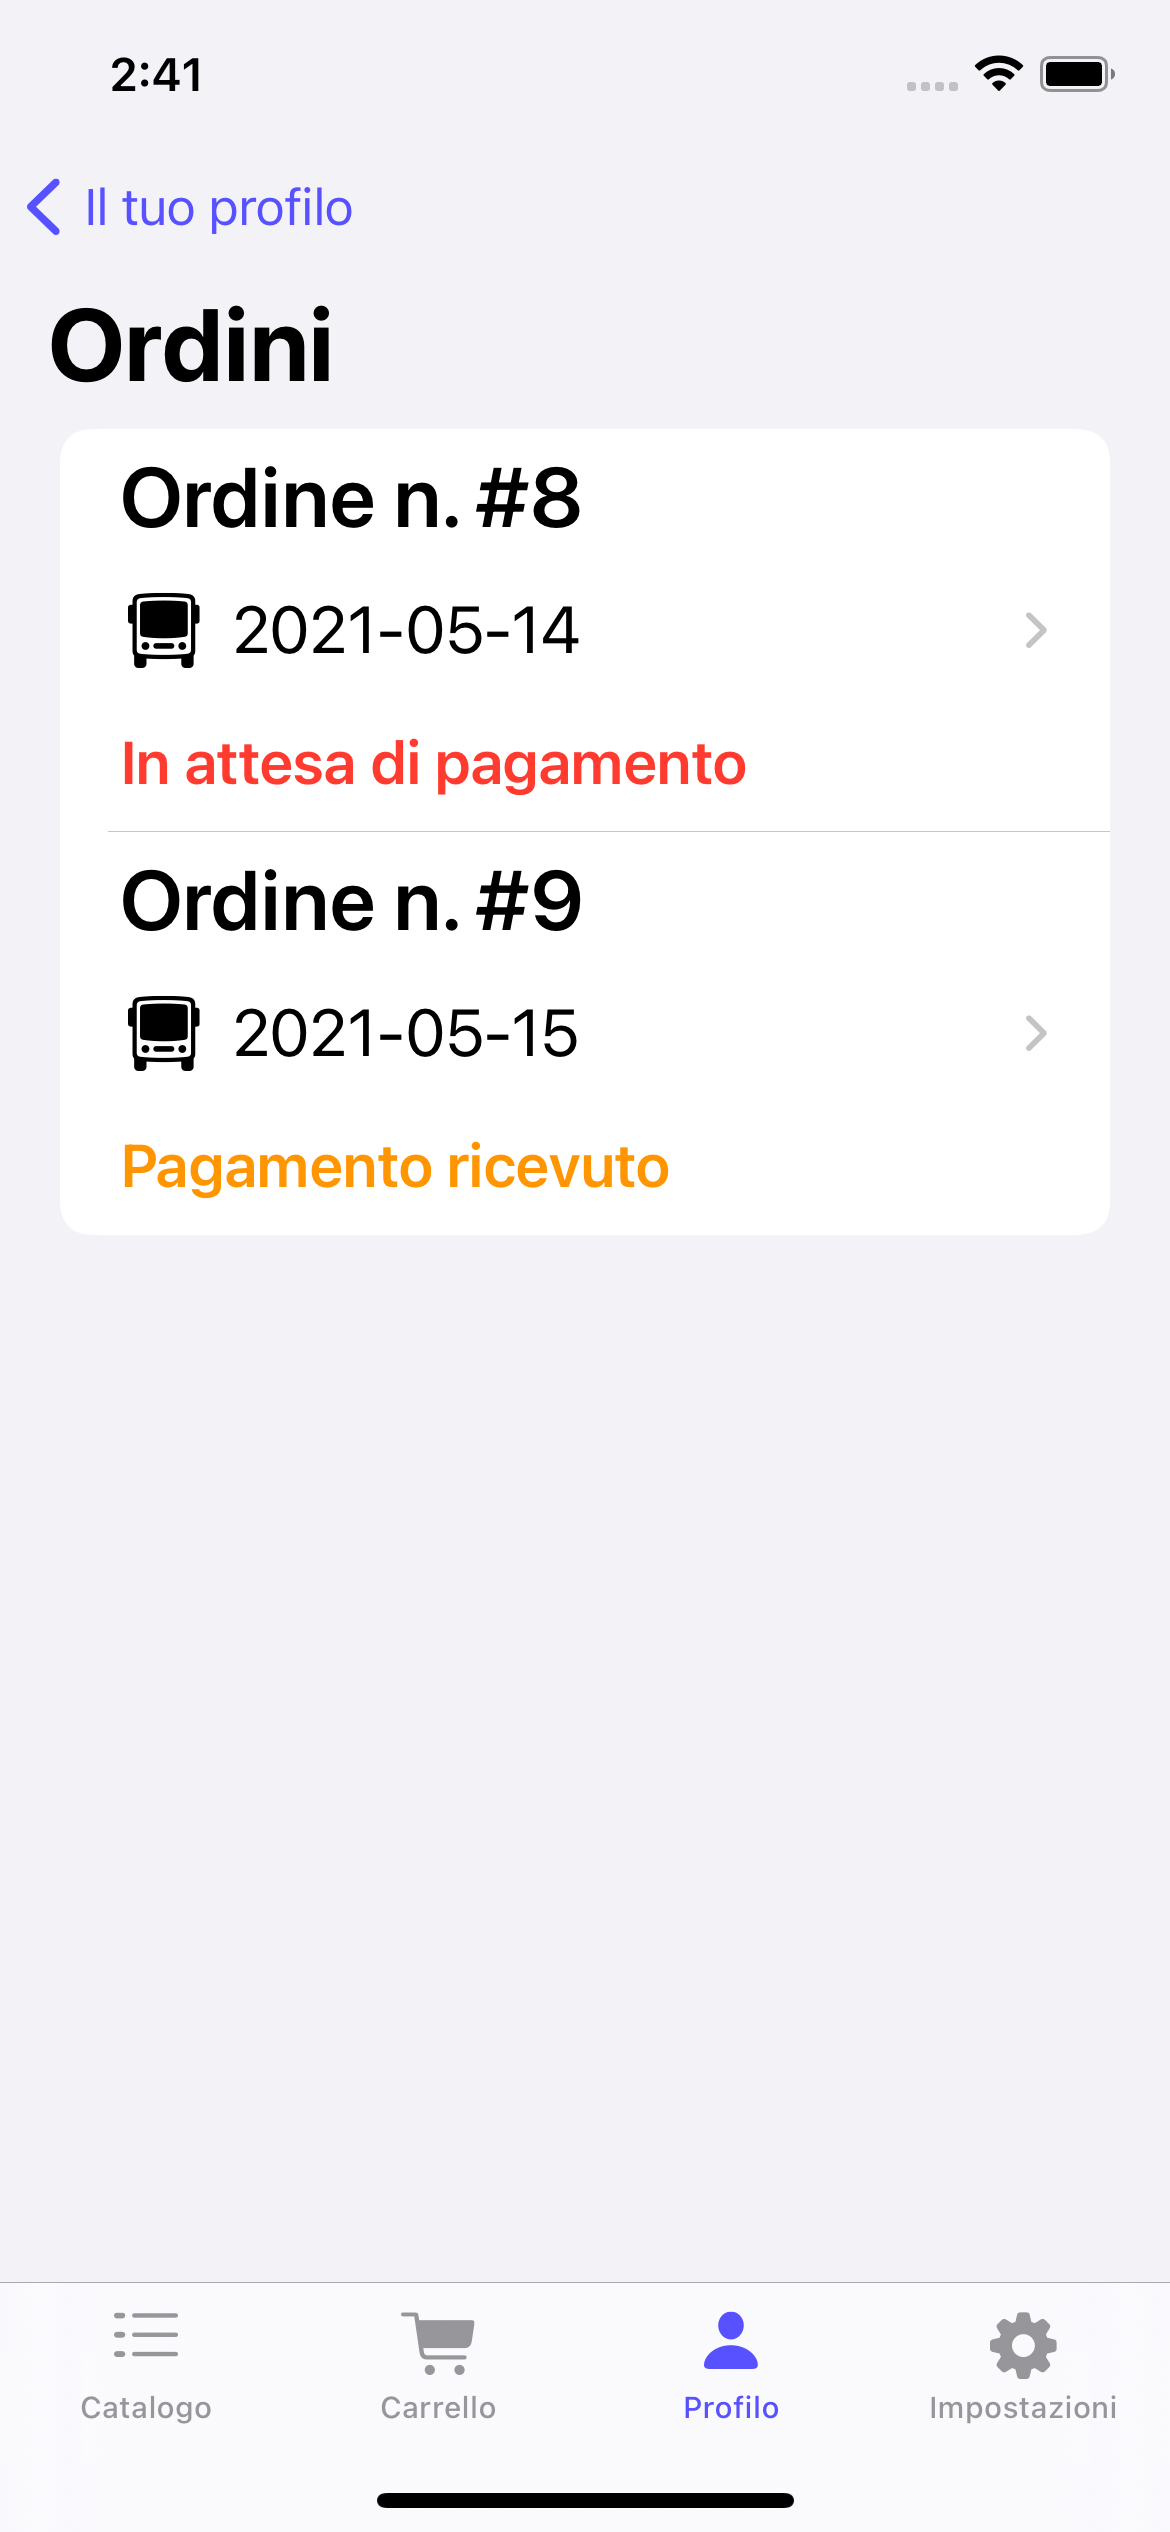 2:41
Il tuo profilo
Ordini
Ordine n. #8
2021-05-14
In attesa di pagamento
Ordine n. #9
2021-05-15
Pagamento ricevuto
Catalogo
Carrello
Profilo
Impostazioni